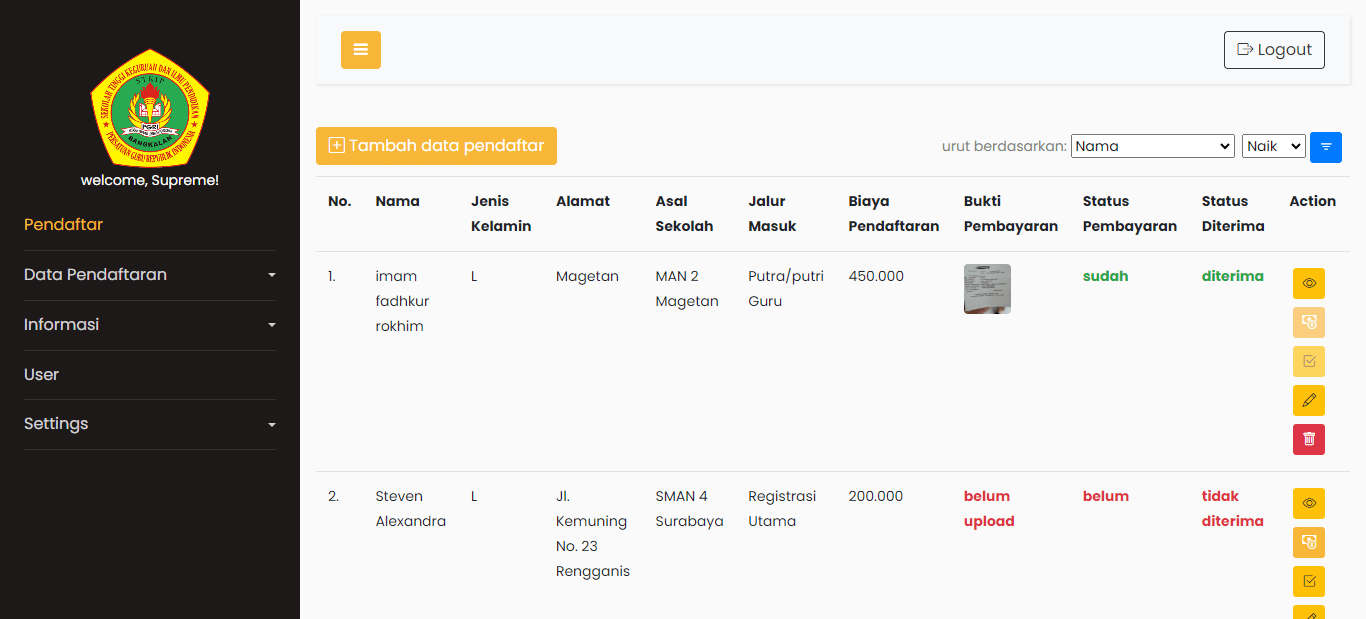 SEKOLAH TINGGI KEGURUAN DAN ILMU PENDIDIKAN
STKIP
PGRI
BANGKALAN
PERSATUAN GURU REPUBLIK INDONESIA
welcome, Supreme!
Pendaftar
Data Pendaftaran
Informasi
User
Settings
Logout
Tambah data pendaftar
urut berdasarkan: Nama Naik
No. Nama Jenis Kelamin Alamat Asal Sekolah Jalur Masuk Biaya Pendaftaran Bukti Pembayaran Status Pembayaran Status Diterima Action
1. imam fadhkur rokhim L Magetan MAN 2 Magetan Putra/putri Guru 450.000 sudah diterima
2. Steven Alexandra L Jl. Kemuning No. 23 Rengganis SMAN 4 Surabaya Registrasi Utama 200.000 belum upload belum tidak diterima